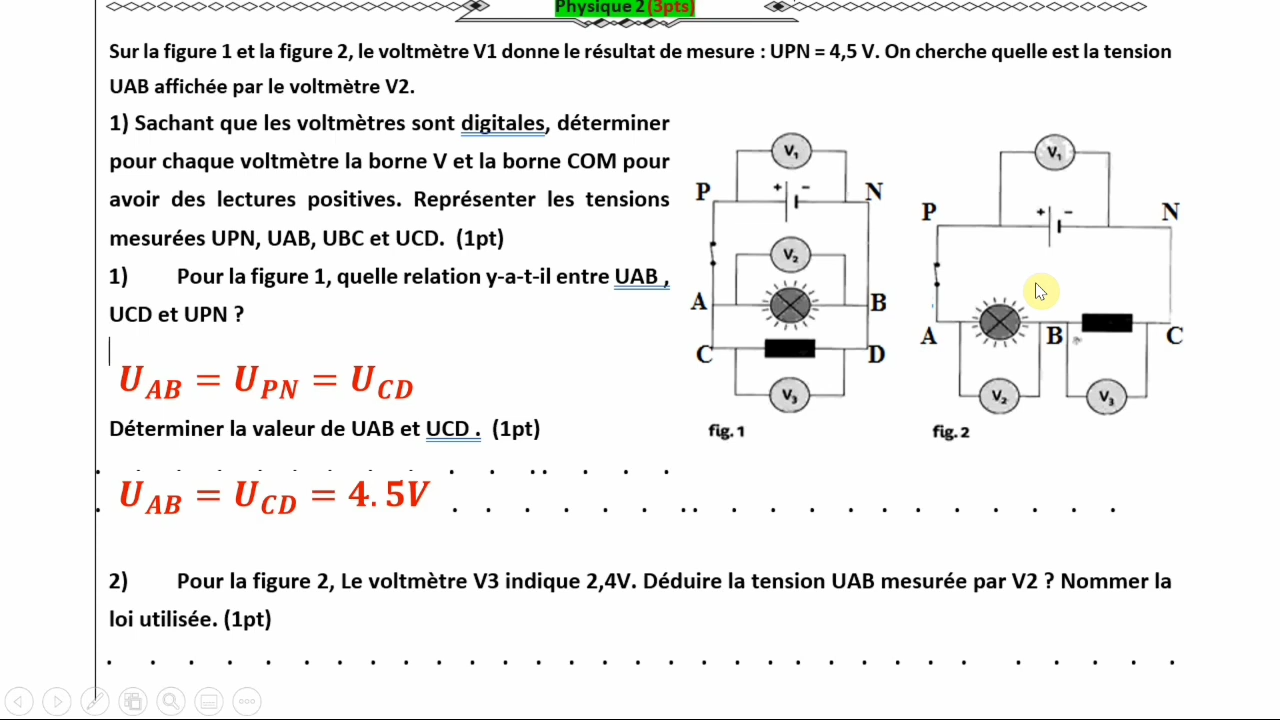 Physique 2 (3pts)
Sur la figure 1 et la figure 2, le voltmètre V1 donne le résultat de mesure : UPN = 4,5 V. On cherche quelle est la tension
UAB affichée par le voltmètre V2.
1) Sachant que les voltmètres sont digitales, déterminer
pour chaque voltmètre la borne V et la borne COM pour
avoir des lectures positives. Représenter les tensions
mesurées UPN, UAB, UBC et UCD. (1pt)
1) Pour la figure 1, quelle relation y-a-t-il entre UAB ,
UCD et UPN ?
U_AB = U_PN = U_CD
Déterminer la valeur de UAB et UCD . (1pt)
U_AB = U_CD = 4.5V
V₁
P + - N
V₂
A B
C D
V₃
fig. 1
V₁
P + - N
A B C
V₂ V₃
fig. 2
2) Pour la figure 2, Le voltmètre V3 indique 2,4V. Déduire la tension UAB mesurée par V2 ? Nommer la
loi utilisée. (1pt)